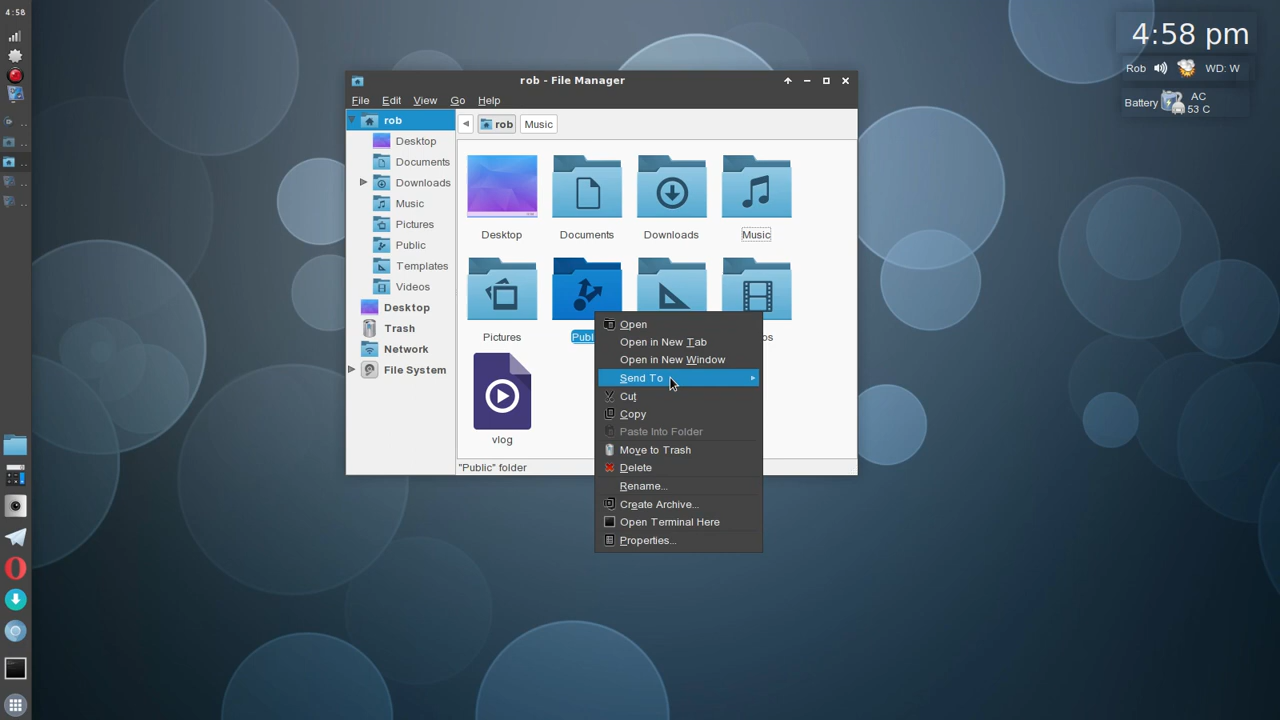 4:58
4:58 pm
Rob WD: W
Battery AC
53 C
rob - File Manager
File Edit View Go Help
rob
Desktop
Documents
Downloads
Music
Pictures
Public
Templates
Videos
Desktop
Trash
Network
File System
rob Music
Desktop Documents Downloads Music
Pictures
vlog
Open
Open in New Tab
Open in New Window
Send To
Cut
Copy
Paste Into Folder
Move to Trash
Delete
Rename...
Create Archive...
Open Terminal Here
Properties...
"Public" folder